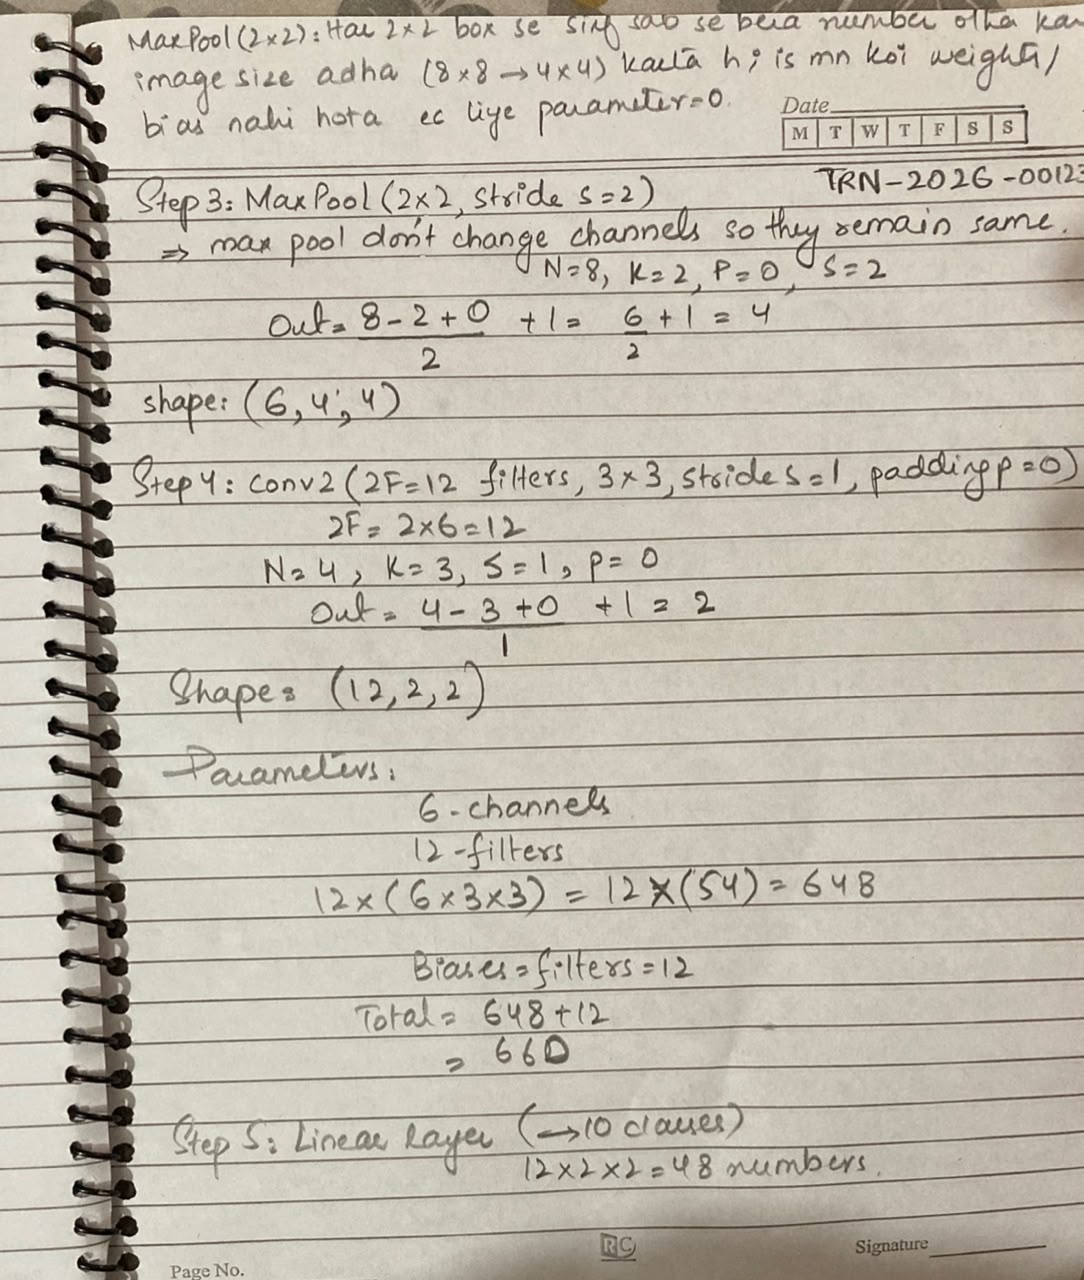 MaxPool (2×2): Har 2×2 box se sirf sab se bera number otha kar
image size adha (8×8 → 4×4) karta h; is mn koi weights/
bias nahi hota ec liye parameter=0.
Date
M T W T F S S
TRN-2026-00123
Step 3: MaxPool (2×2, stride s=2)
⇒ max pool don't change channels so they remain same.
N=8, K=2, P=0, S=2
Out = 8-2+0/2 +1 = 6/2 +1 = 4
shape: (6, 4, 4)
Step 4: Conv2 (2F=12 filters, 3×3, stride s=1, padding p=0)
2F = 2×6=12
N=4, K=3, S=1, P=0
Out = 4-3+0/1 +1 = 2
Shape = (12,2,2)
Parameters:
6-channels
12-filters
12×(6×3×3) = 12×(54) = 648
Biases = filters = 12
Total = 648+12
= 660
Step 5: Linear Layer (→10 classes)
12×2×2=48 numbers.
RC
Signature
Page No.